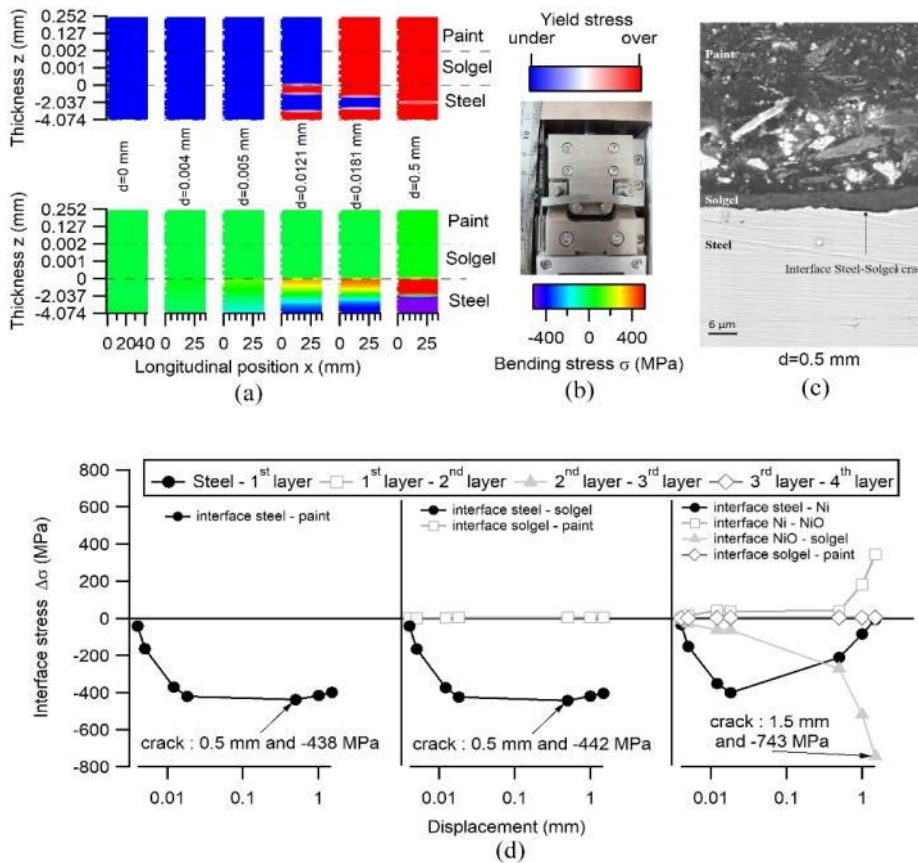 (a)
Thickness z (mm)
0.252
0.127
0.002
0.001
0
-2.037
-4.074
Paint
Solgel
Steel
d=0 mm
d=0.004 mm
d=0.005 mm
d=0.0121 mm
d=0.0181 mm
d=0.5 mm
Thickness z (mm)
0.252
0.127
0.002
0.001
0
-2.037
-4.074
Paint
Solgel
Steel
0 2040
0 25
0 25
0 25
0 25
0 25
Longitudinal position x (mm)
(a)
Yield stress
under over
-400 0 400
Bending stress σ (MPa)
(b)
(c)
Paint
Solgel
Steel
Interface Steel-Solgel crac
6 µm
d=0.5 mm
Interface stress Δσ (MPa)
800
600
400
200
0
-200
-400
-600
-800
Steel - 1st layer 1st layer - 2nd layer 2nd layer - 3rd layer 3rd layer - 4th layer
interface steel - paint
crack : 0.5 mm and -438 MPa
interface steel - solgel
interface solgel - paint
crack : 0.5 mm and -442 MPa
interface steel - Ni
interface Ni - NiO
interface NiO - solgel
interface solgel - paint
crack : 1.5 mm
and -743 MPa
0.01 0.1 1
0.01 0.1 1
0.01 0.1 1
Displacement (mm)
(d)